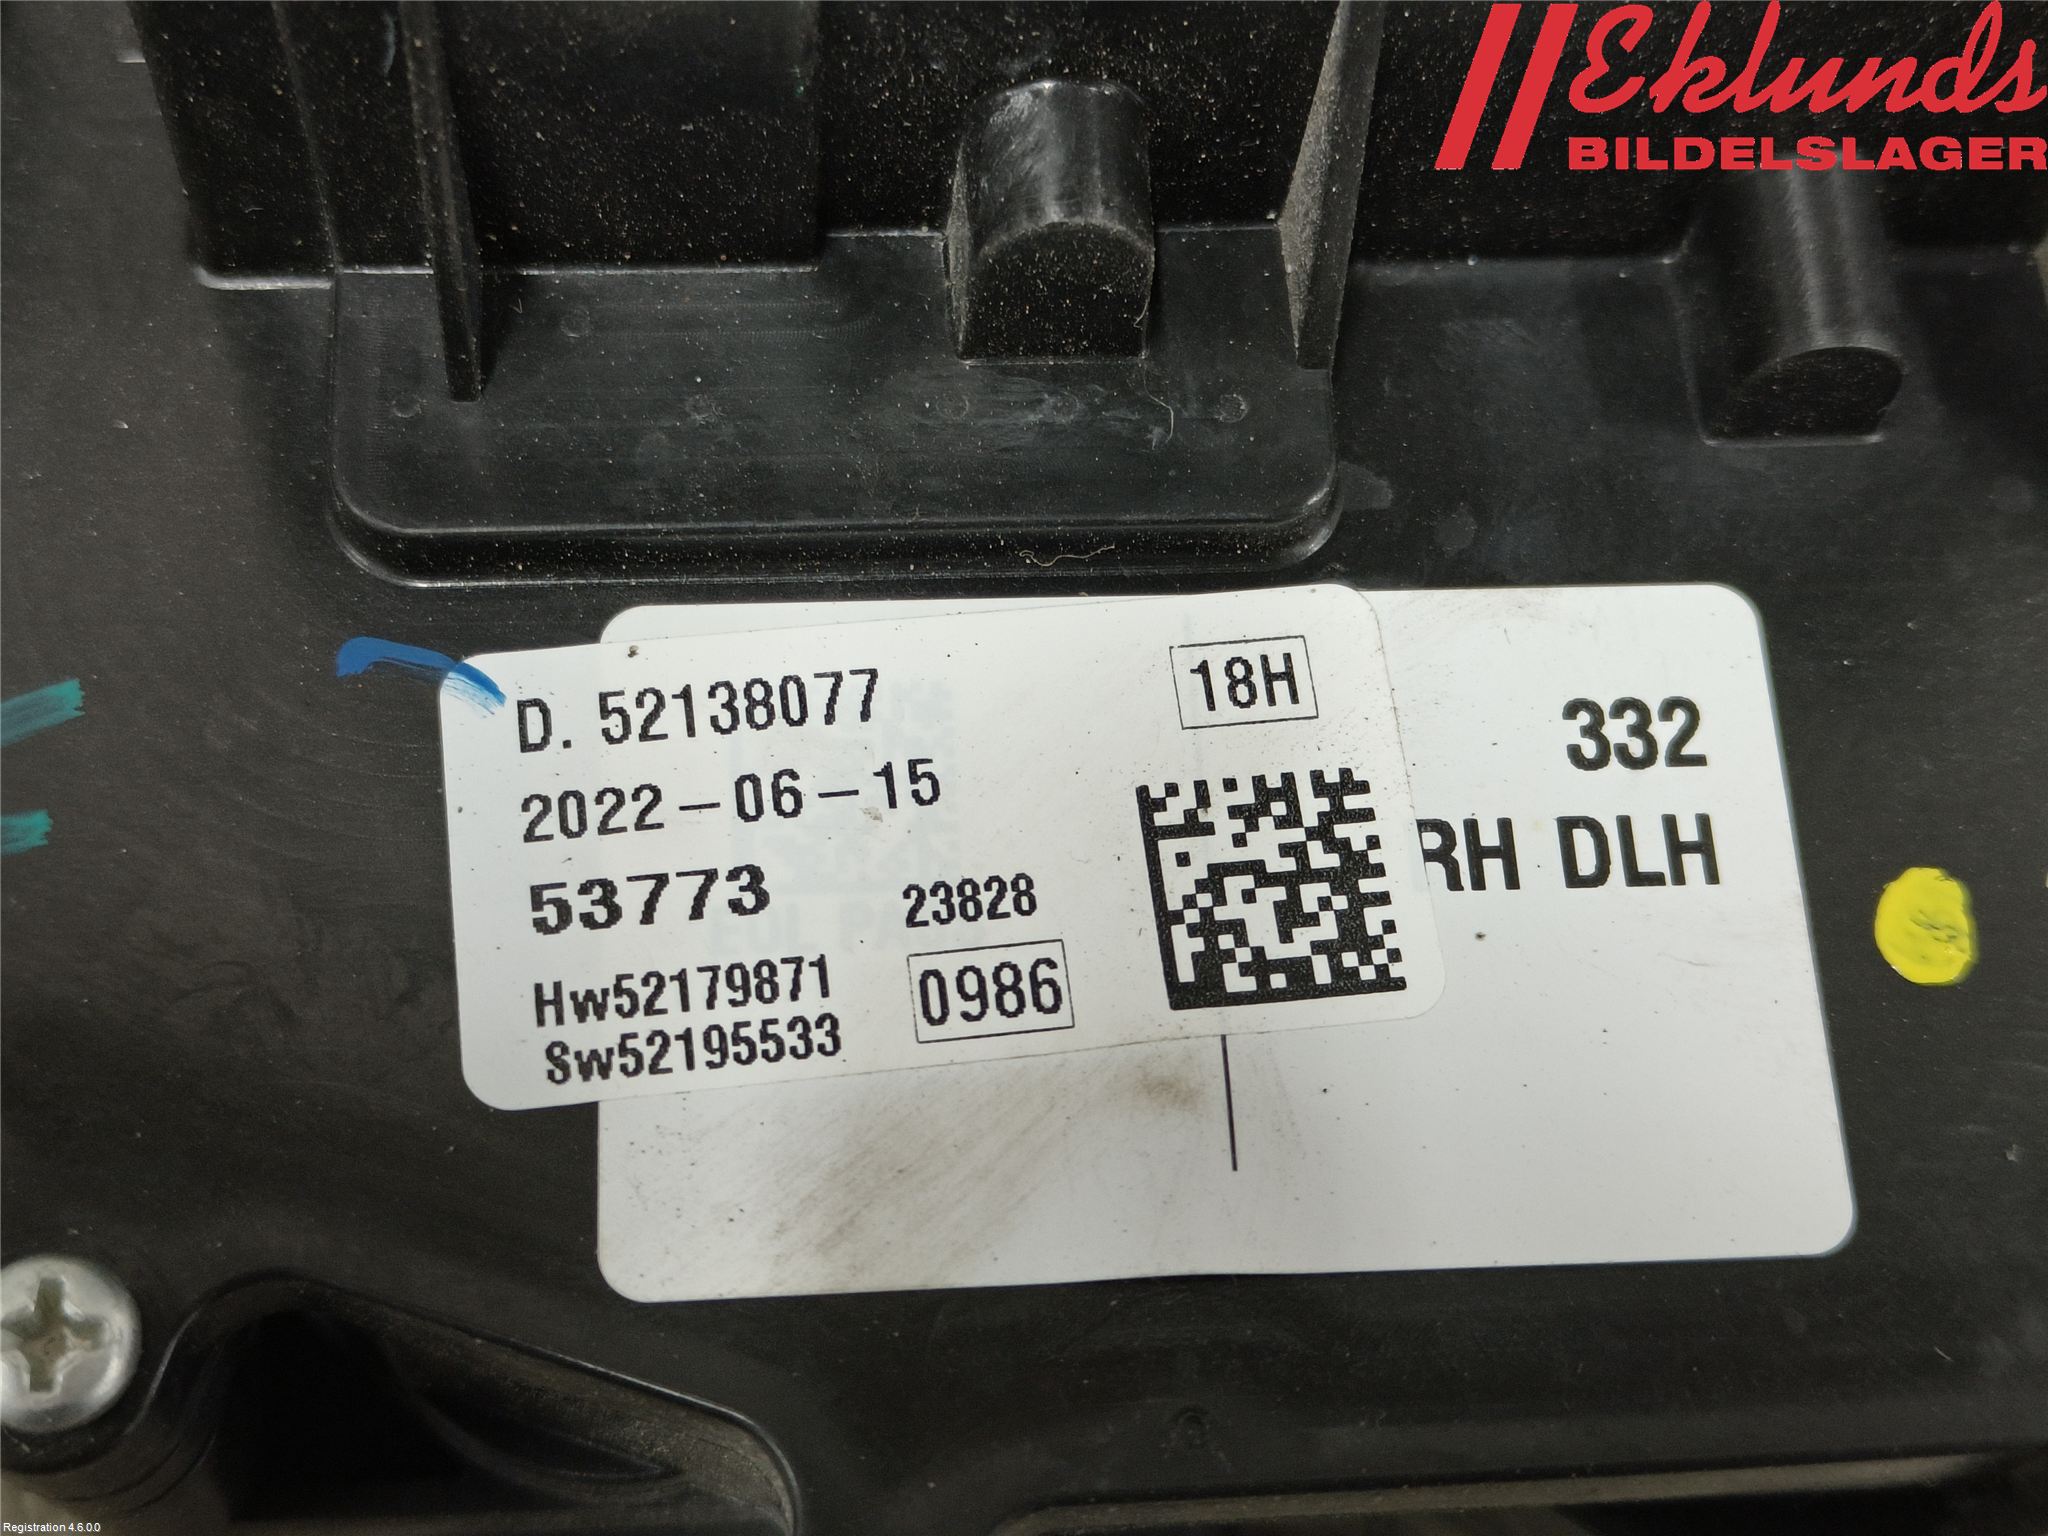 Eklunds
BILDELSLAGER
D. 52138077
18H
2022-06-15
53773
23828
Hw52179871
0986
Sw52195533
332
RH DLH
Registration 4.6.0.0